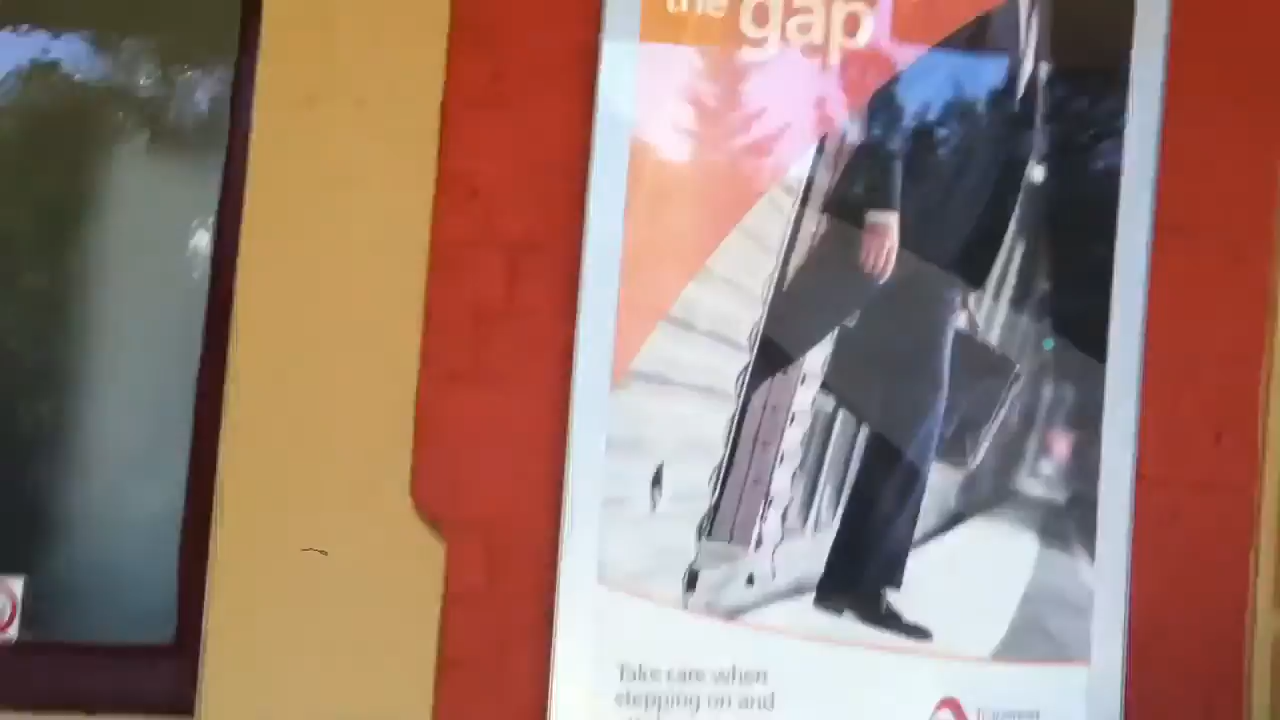 the gap
Take care when
stepping on and